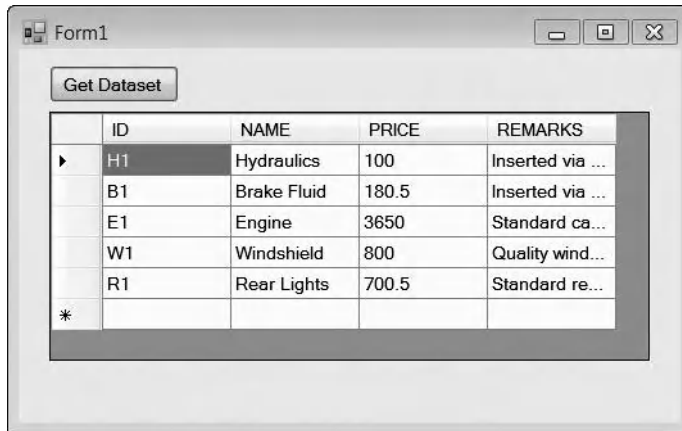 Form1
Get Dataset
ID NAME PRICE REMARKS
H1 Hydraulics 100 Inserted via ...
B1 Brake Fluid 180.5 Inserted via ...
E1 Engine 3650 Standard ca...
W1 Windshield 800 Quality wind...
R1 Rear Lights 700.5 Standard re...